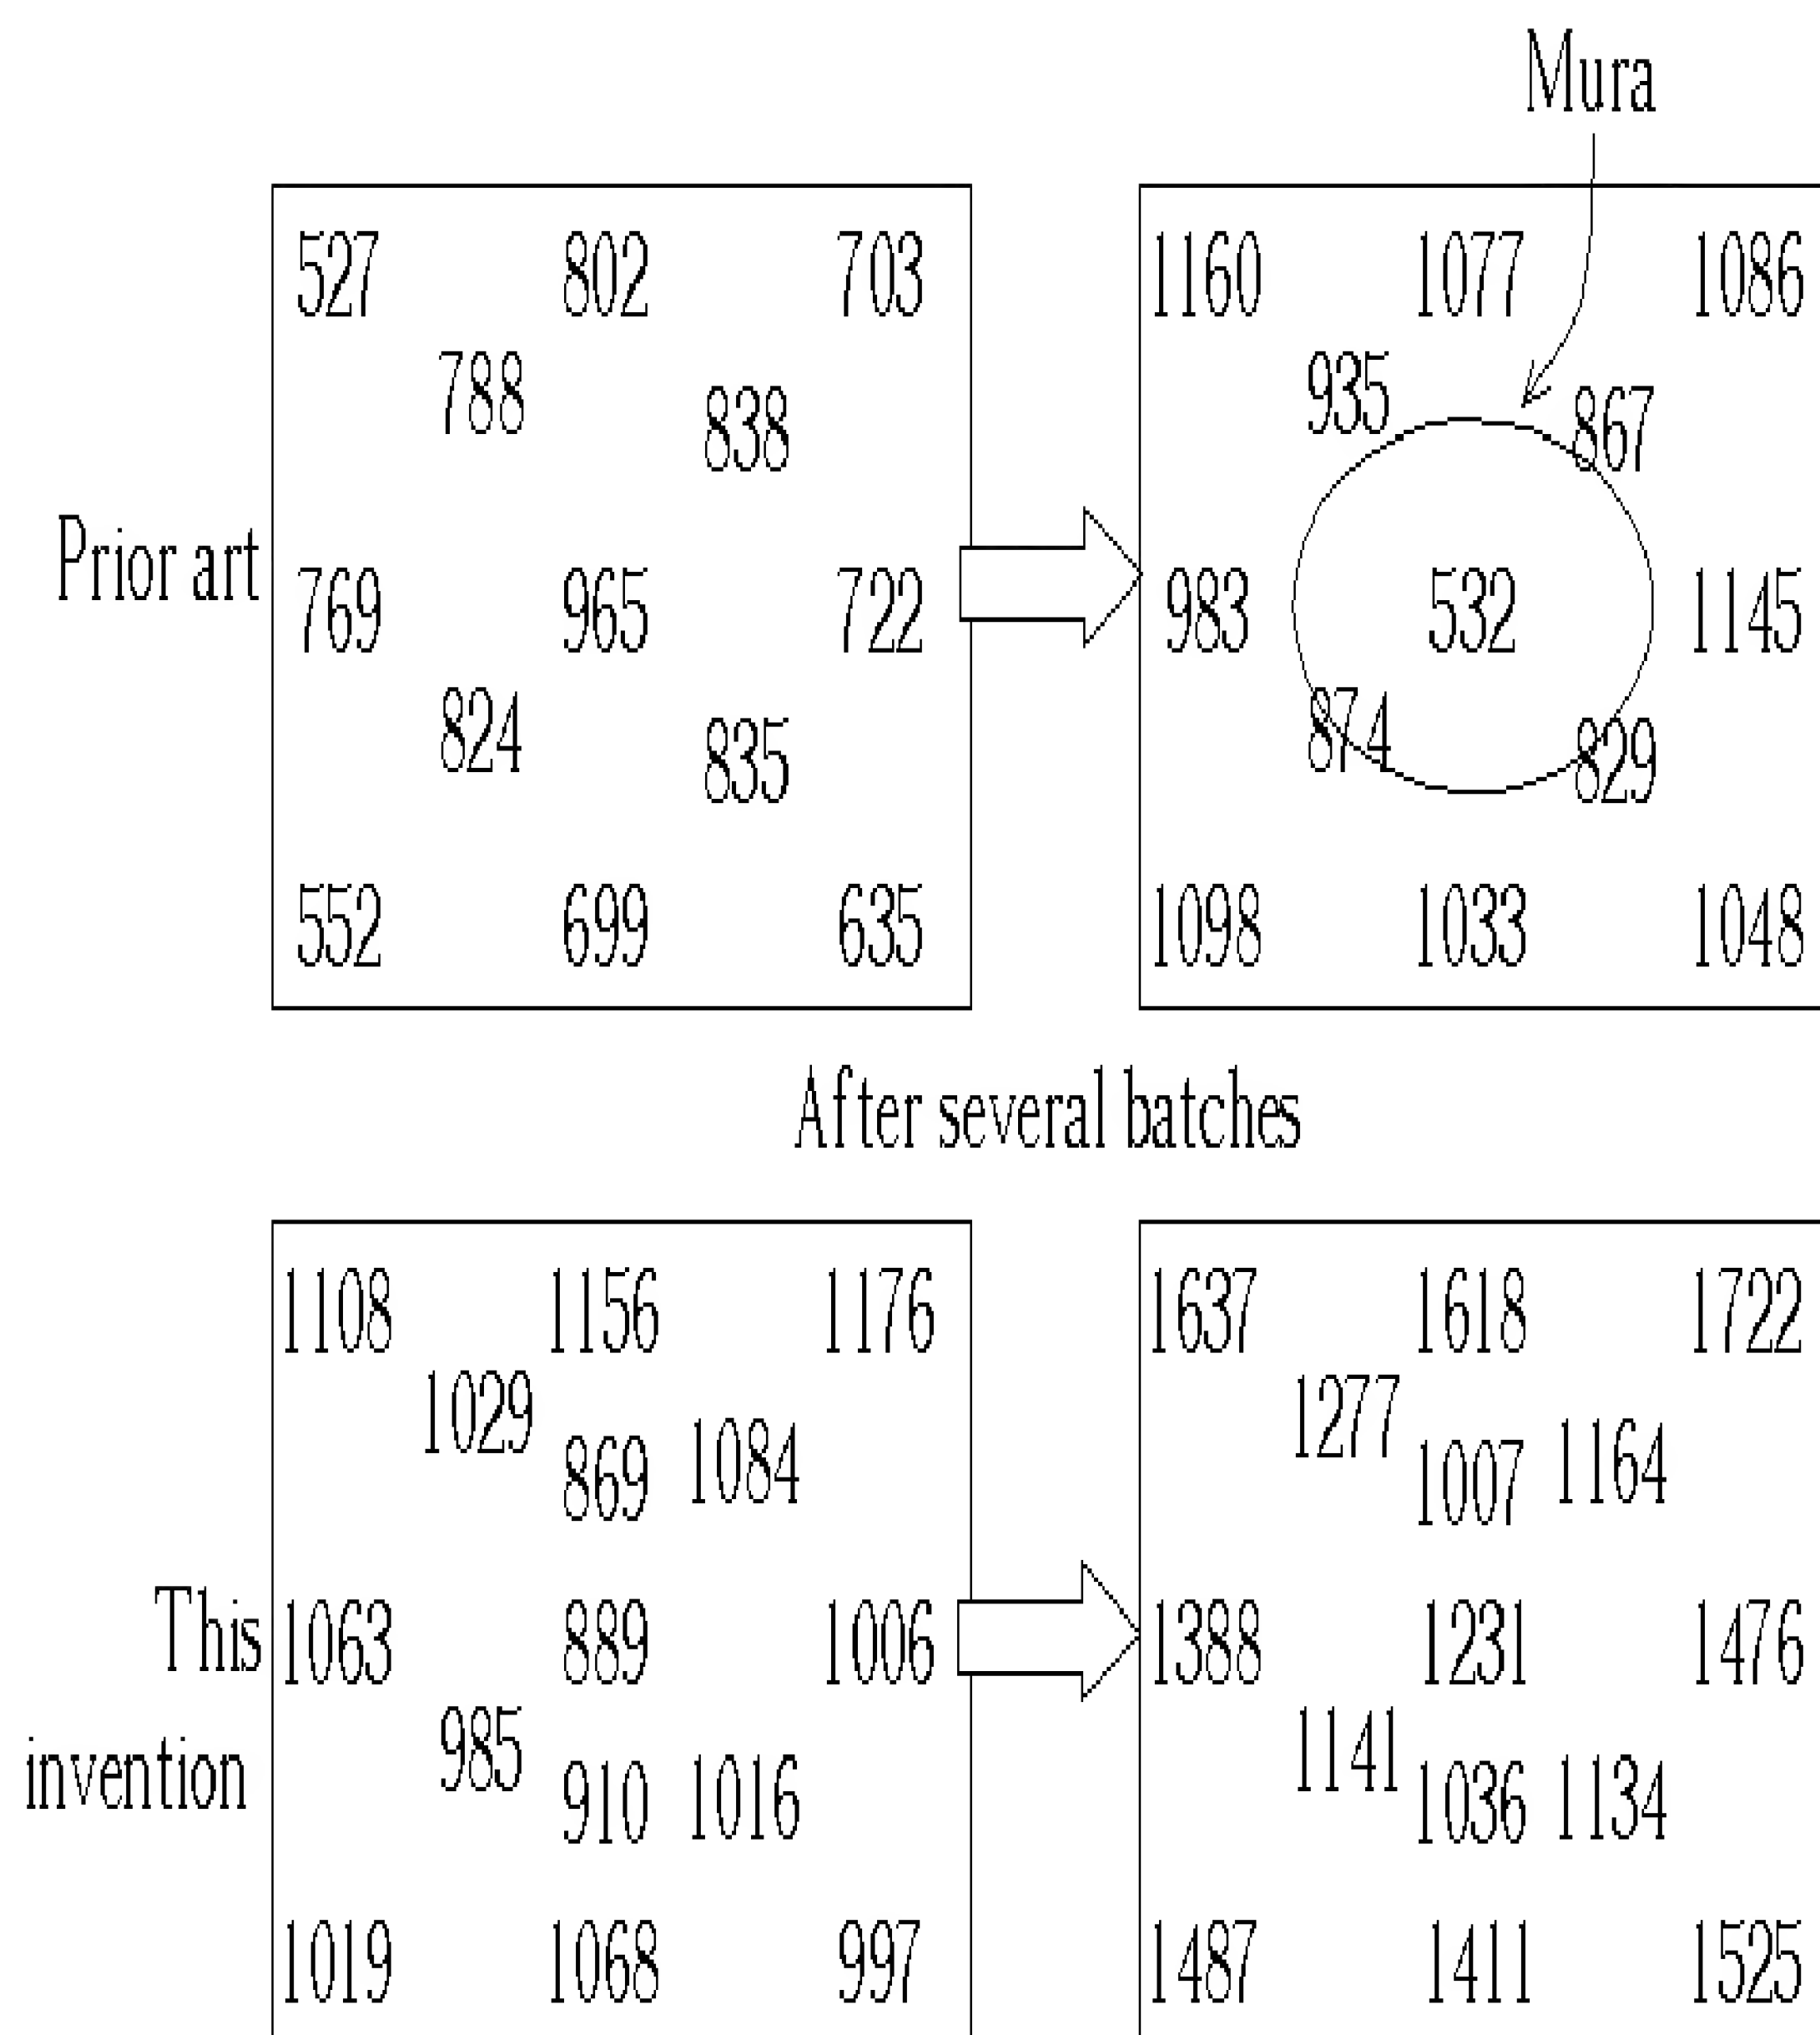 Mura
527 802 703 1160 1077 1086
788 935
838 867
Prior art 769 965 722 983 532 1145
824 874
835 829
552 699 635 1098 1033 1048
After several batches
1108 1156 1176 1637 1618 1722
1029 1277
869 1084 1007 1164
This 1063 889 1006 1388 1231 1476
985 1141
invention 910 1016 1036 1134
1019 1068 997 1487 1411 1525